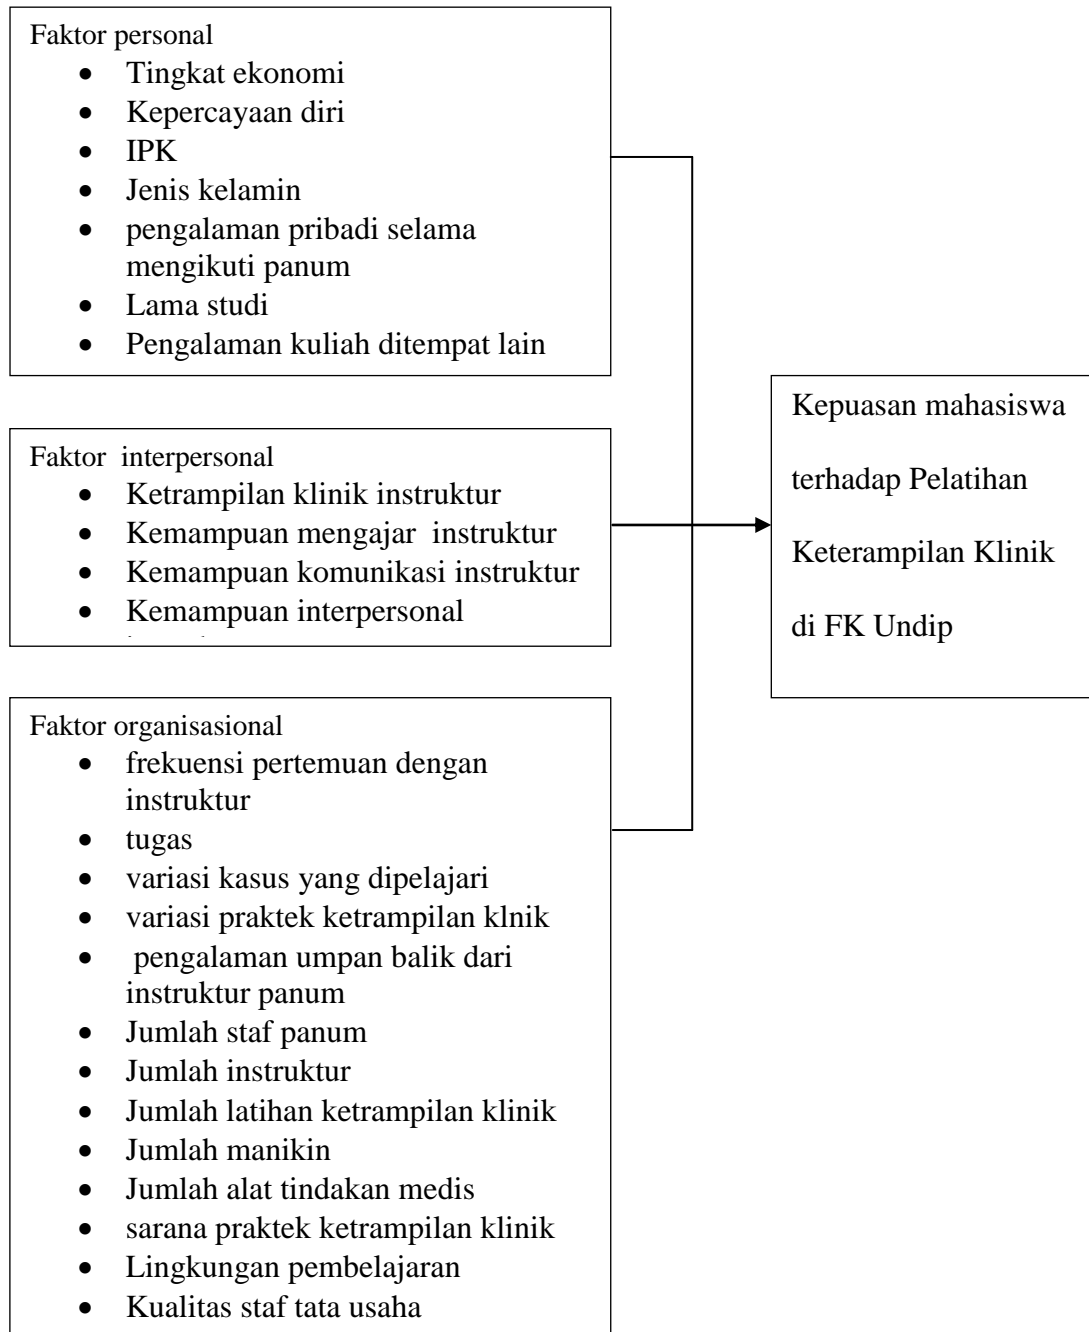 Faktor personal
• Tingkat ekonomi
• Kepercayaan diri
• IPK
• Jenis kelamin
• pengalaman pribadi selama
mengikuti panum
• Lama studi
• Pengalaman kuliah ditempat lain
Faktor interpersonal
• Ketrampilan klinik instruktur
• Kemampuan mengajar instruktur
• Kemampuan komunikasi instruktur
• Kemampuan interpersonal
Faktor organisasional
• frekuensi pertemuan dengan
instruktur
• tugas
• variasi kasus yang dipelajari
• variasi praktek ketrampilan klnik
• pengalaman umpan balik dari
instruktur panum
• Jumlah staf panum
• Jumlah instruktur
• Jumlah latihan ketrampilan klinik
• Jumlah manikin
• Jumlah alat tindakan medis
• sarana praktek ketrampilan klinik
• Lingkungan pembelajaran
• Kualitas staf tata usaha
Kepuasan mahasiswa
terhadap Pelatihan
Keterampilan Klinik
di FK Undip